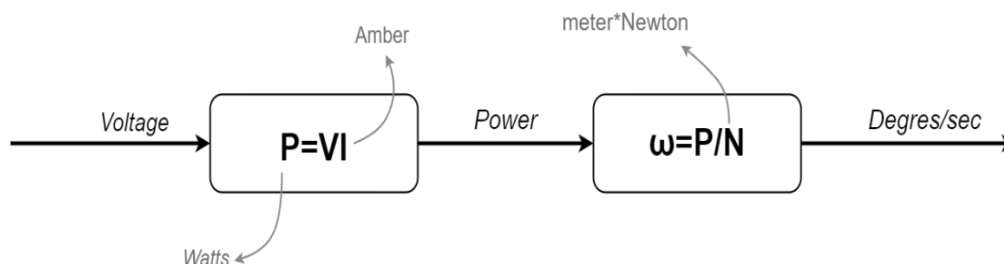 Amber
meter*Newton
Voltage
P=VI
Power
ω=P/N
Degres/sec
Watts